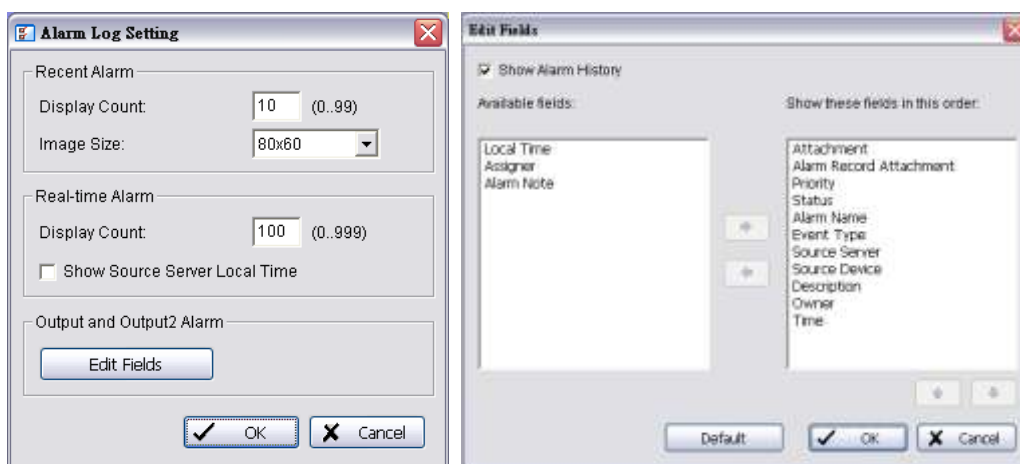 Alarm Log Setting
Recent Alarm
Display Count: 10 (0..99)
Image Size: 80x60
Real-time Alarm
Display Count: 100 (0..999)
Show Source Server Local Time
Output and Output2 Alarm
Edit Fields
OK Cancel
Edit Fields
Show Alarm History
Available fields:
Local Time
Assigner
Alarm Note
Show these fields in this order:
Attachment
Alarm Record Attachment
Priority
Status
Alarm Name
Event Type
Source Server
Source Device
Description
Owner
Time
Default OK Cancel